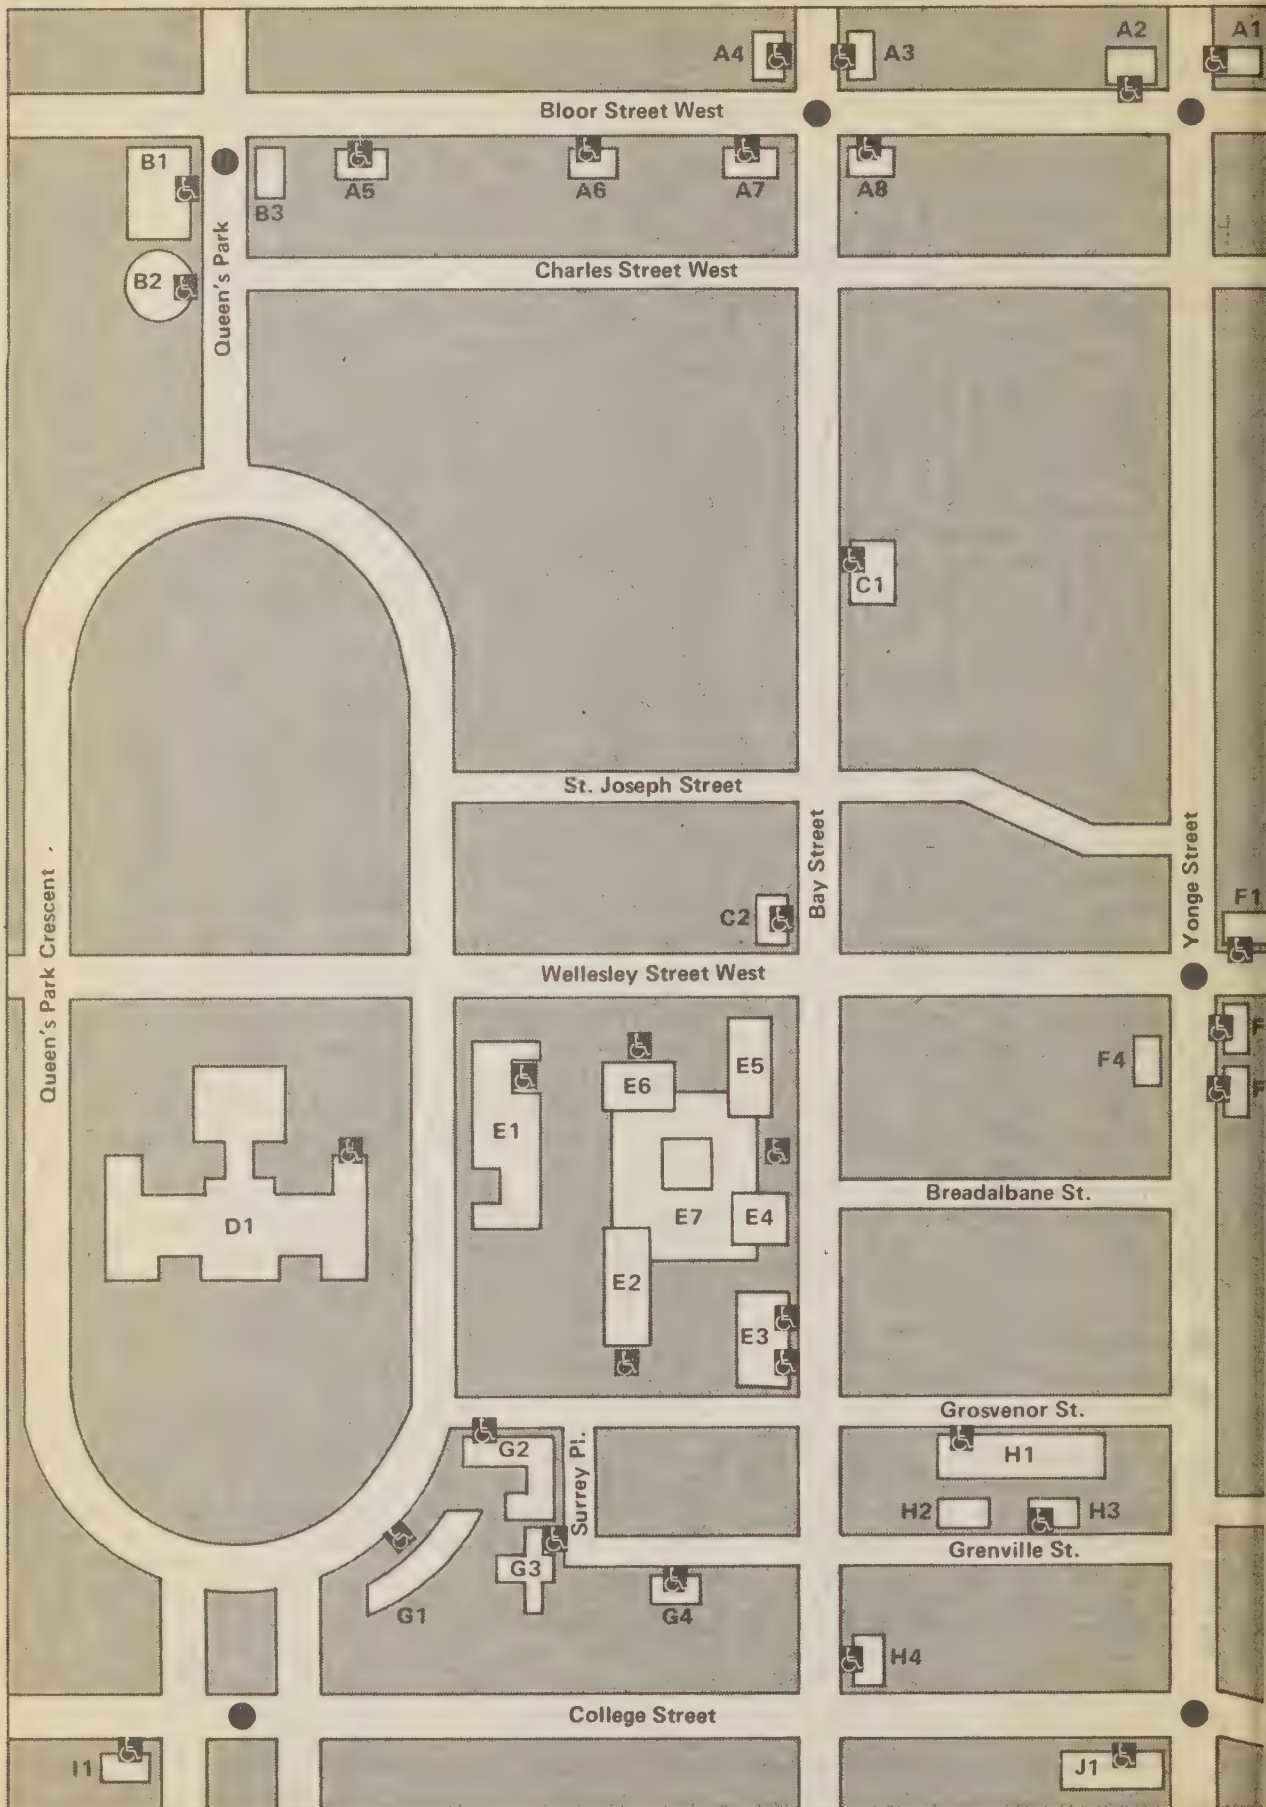 A4
A3
A2
A1
Bloor Street West
B1
B3
A5
A6
A7
A8
Queen's Park
B2
Charles Street West
C1
St. Joseph Street
Bay Street
Yonge Street
Queen's Park Crescent
C2
F1
Wellesley Street West
E6
E5
F4
F
F
E1
E7
E4
Breadalbane St.
D1
E2
E3
Grosvenor St.
G2
Surrey Pl.
H1
H2
H3
G3
Grenville St.
G1
G4
H4
College Street
I1
J1